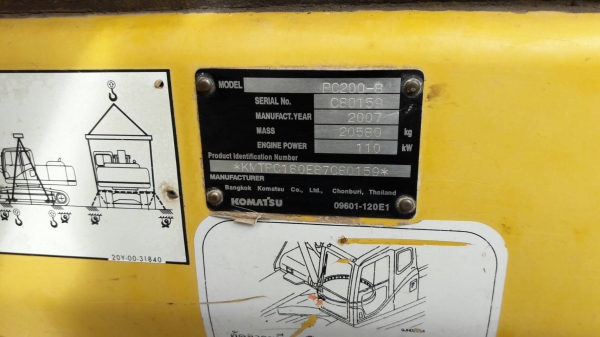 MODEL PC200-8
SERIAL No. C80159
MANUFACT.YEAR 2007
MASS 20580 kg
ENGINE POWER 110 kW
Product Identification Number
MANUFACTURER
Bangkok Komatsu Co., Ltd., Chonburi, Thailand
KOMATSU 09601-120E1
20Y-00-31840